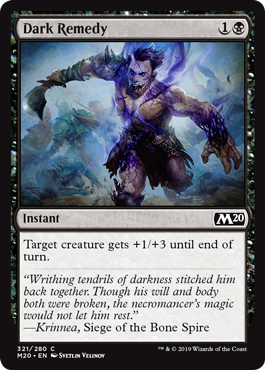 Dark Remedy 1
Instant M20
Target creature gets +1/+3 until end of
turn.
“Writhing tendrils of darkness stitched him
back together. Though his will and body
both were broken, the necromancer’s magic
would not let him rest.”
—Krinnea, Siege of the Bone Spire
321/280 C
M20 • EN SVETLIN VELINOV ™ & © 2019 Wizards of the Coast